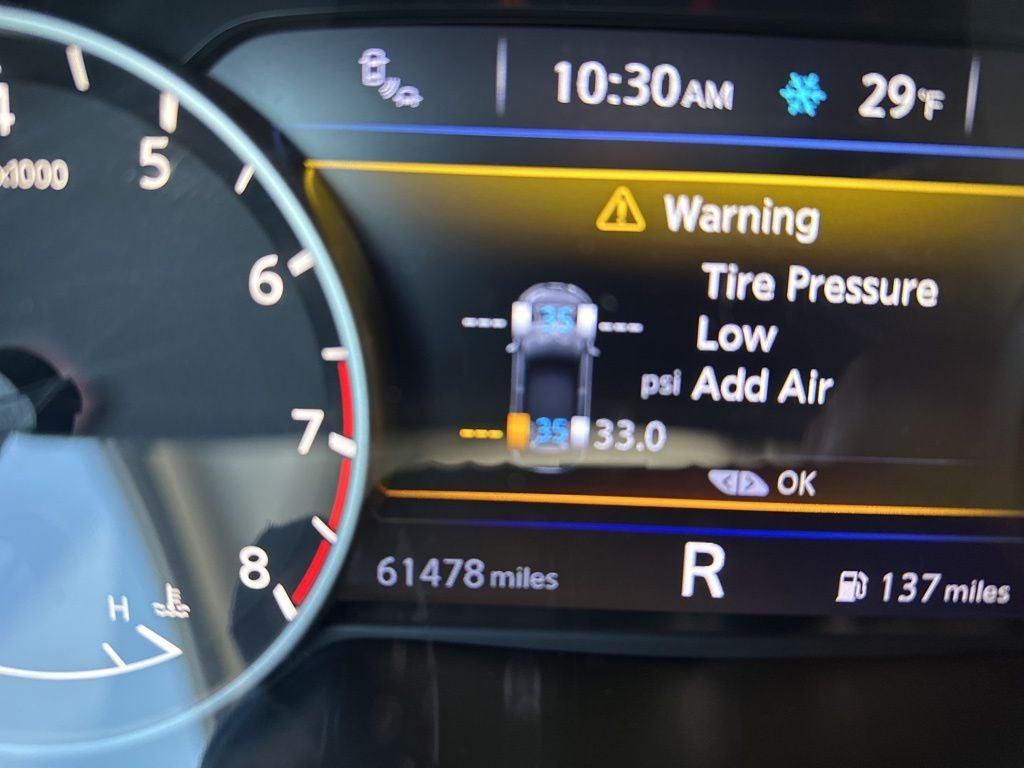 10:30AM 29°F
4
5
x1000
6
7
8
H
Warning
Tire Pressure
Low
psi Add Air
35
---
---
35
---
33.0
OK
61478 miles
R
137 miles